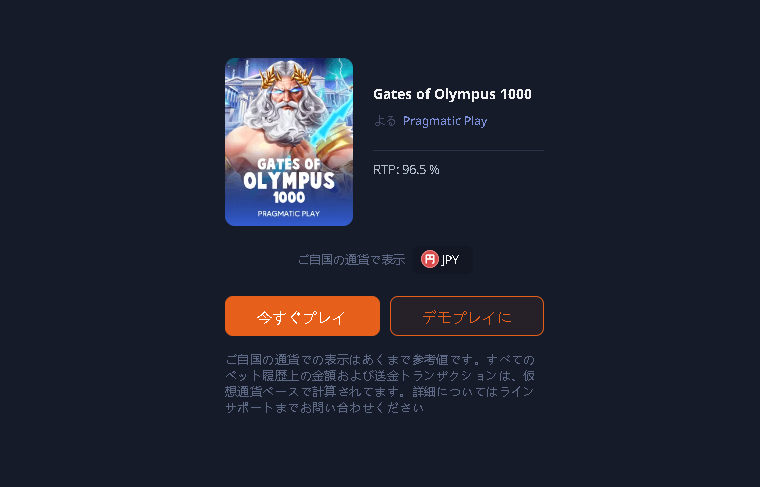 GATES OF
OLYMPUS
1000
PRAGMATIC PLAY
Gates of Olympus 1000
よる Pragmatic Play
RTP: 96.5 %
ご自国の通貨で表示 円 JPY
今すぐプレイ
デモプレイに
ご自国の通貨での表示はあくまで参考値です。すべての
ベット履歴上の金額および送金トランザクションは、仮
想通貨ベースで計算されてます。詳細についてはライン
サポートまでお問い合わせください